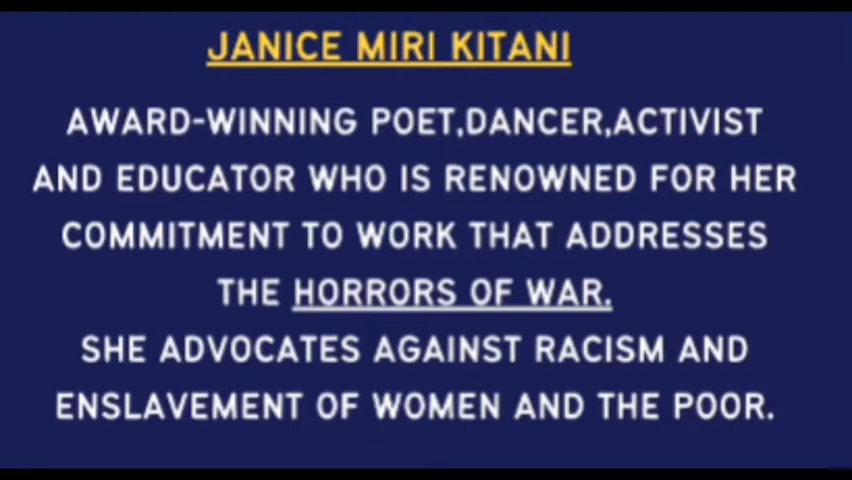 JANICE MIRI KITANI
AWARD-WINNING POET,DANCER,ACTIVIST
AND EDUCATOR WHO IS RENOWNED FOR HER
COMMITMENT TO WORK THAT ADDRESSES
THE HORRORS OF WAR.
SHE ADVOCATES AGAINST RACISM AND
ENSLAVEMENT OF WOMEN AND THE POOR.